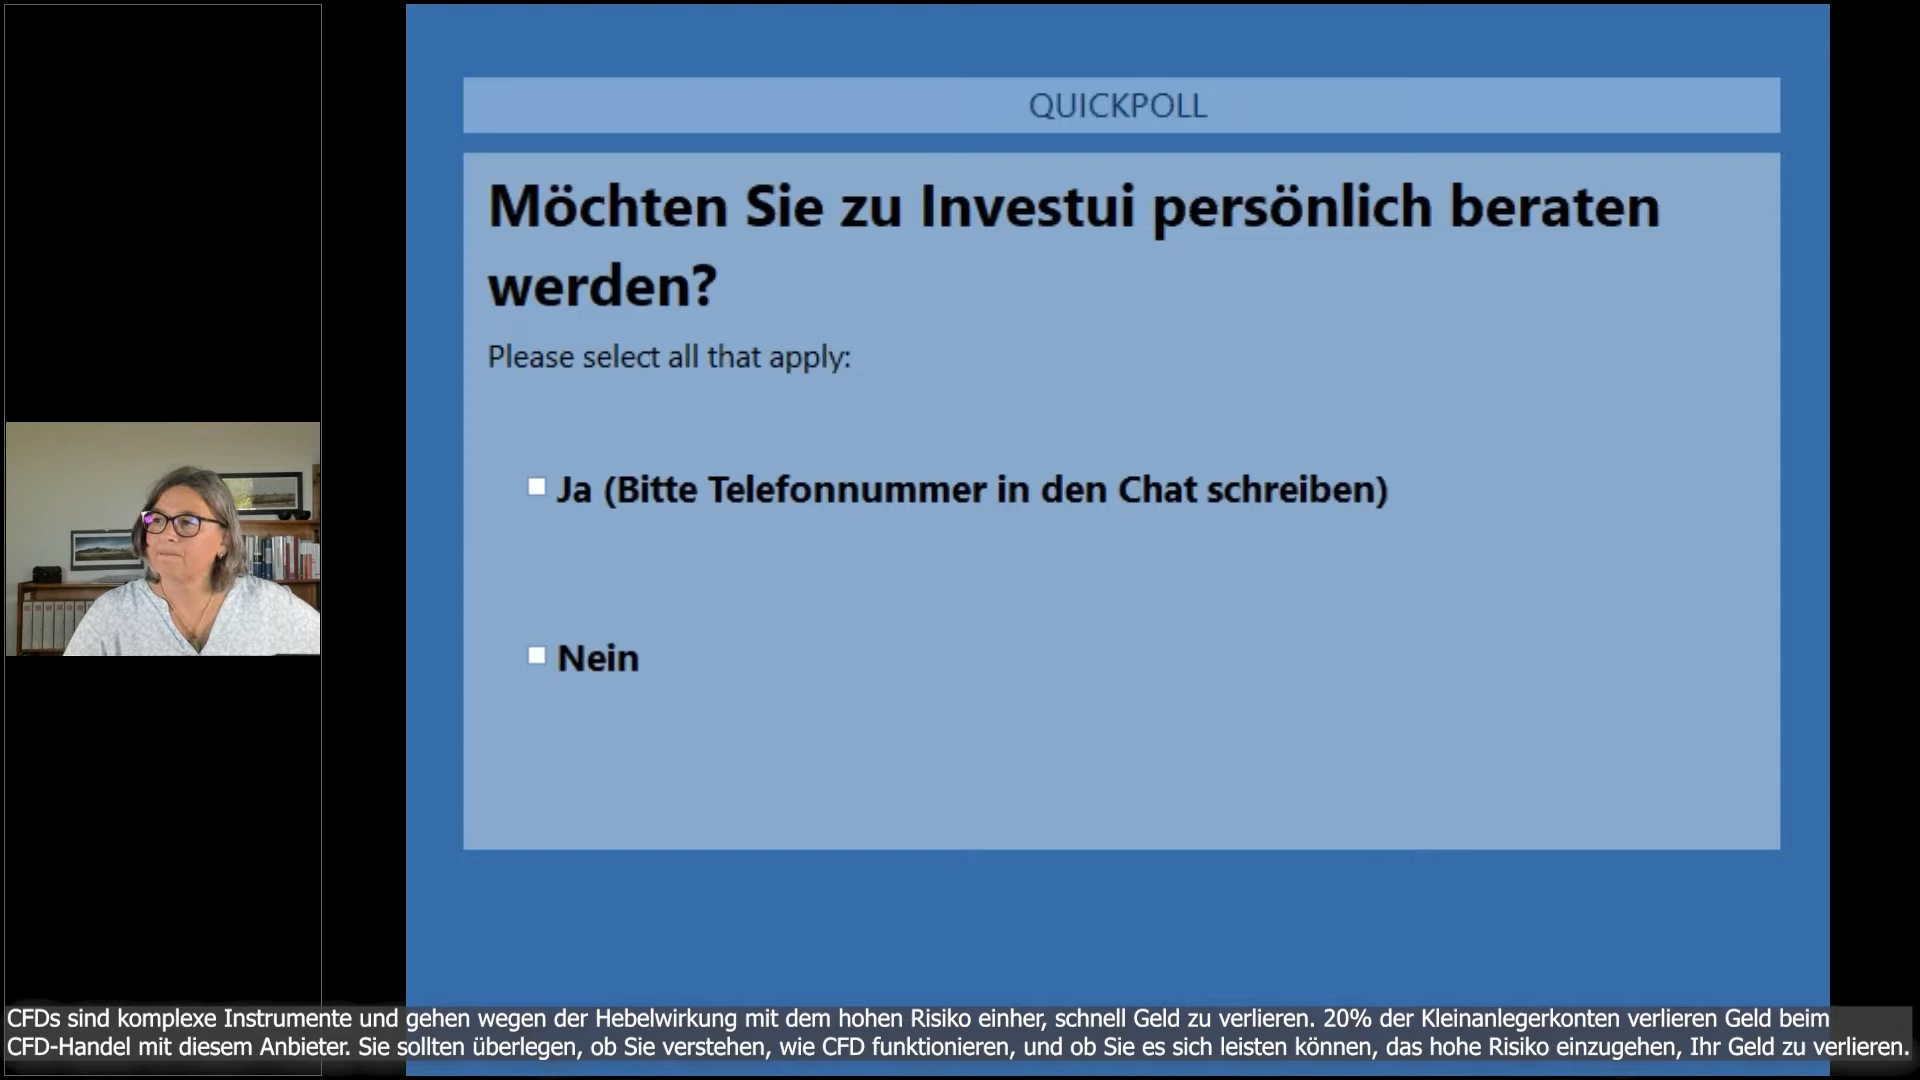 QUICKPOLL
Möchten Sie zu Investui persönlich beraten
werden?
Please select all that apply:
Ja (Bitte Telefonnummer in den Chat schreiben)
Nein
CFDs sind komplexe Instrumente und gehen wegen der Hebelwirkung mit dem hohen Risiko einher, schnell Geld zu verlieren. 20% der Kleinanlegerkonten verlieren Geld beim
CFD-Handel mit diesem Anbieter. Sie sollten überlegen, ob Sie verstehen, wie CFD funktionieren, und ob Sie es sich leisten können, das hohe Risiko einzugehen, Ihr Geld zu verlieren.